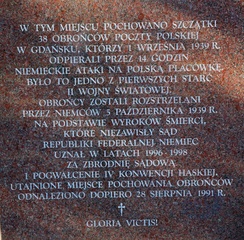 W TYM MIEJSCU POCHOWANO SZCZĄTKI
38 OBROŃCÓW POCZTY POLSKIEJ
W GDAŃSKU, KTÓRZY 1 WRZEŚNIA 1939 R.
ODPIERALI PRZEZ 14 GODZIN
NIEMIECKIE ATAKI NA POLSKĄ PLACÓWKĘ.
BYŁO TO JEDNO Z PIERWSZYCH STARĆ
II WOJNY ŚWIATOWEJ.
OBROŃCY ZOSTALI ROZSTRZELANI
PRZEZ NIEMCÓW 5 PAŹDZIERNIKA 1939 R.
NA PODSTAWIE WYROKÓW ŚMIERCI,
KTÓRE NIEZAWISŁY SĄD
REPUBLIKI FEDERALNEJ NIEMIEC
UZNAŁ W LATACH 1996-1998
ZA ZBRODNIĘ SĄDOWĄ
I POGWAŁCENIE IV KONWENCJI HASKIEJ.
UTAJNIONE MIEJSCE POCHOWANIA OBROŃCÓW
ODNALEZIONO DOPIERO 28 SIERPNIA 1991 R.
GLORIA VICTIS!